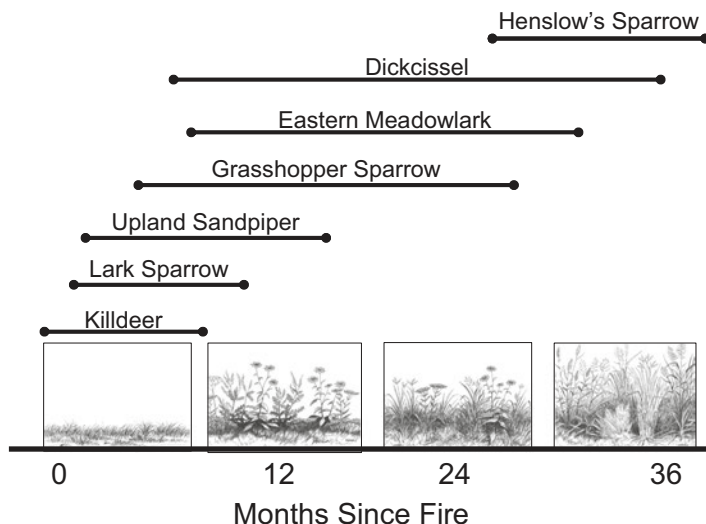 Henslow's Sparrow
Dickcissel
Eastern Meadowlark
Grasshopper Sparrow
Upland Sandpiper
Lark Sparrow
Killdeer
0 12 24 36
Months Since Fire